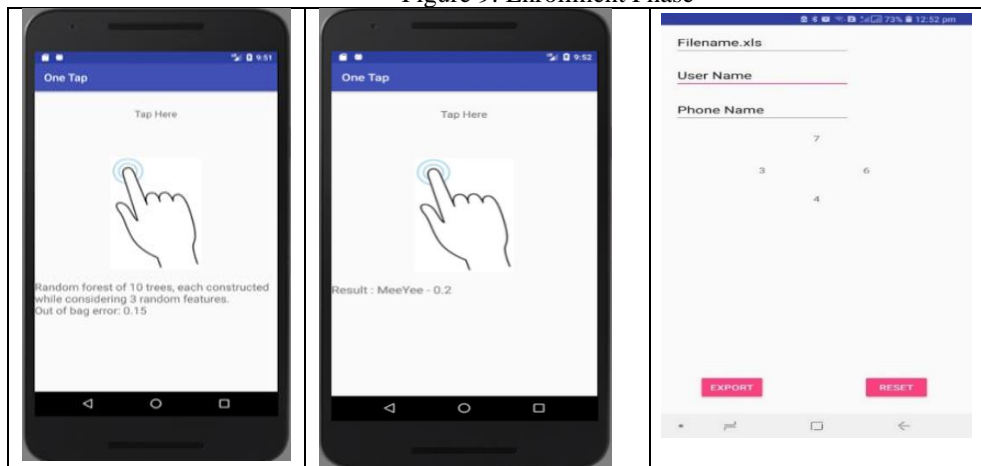 Figure 9: Enrollment Phase
9:51
One Tap
Tap Here
Random forest of 10 trees, each constructed
while considering 3 random features.
Out of bag error: 0.15
9:52
One Tap
Tap Here
Result : MeeYee - 0.2
73% 12:52 pm
Filename.xls
User Name
Phone Name
7
3 6
4
EXPORT RESET